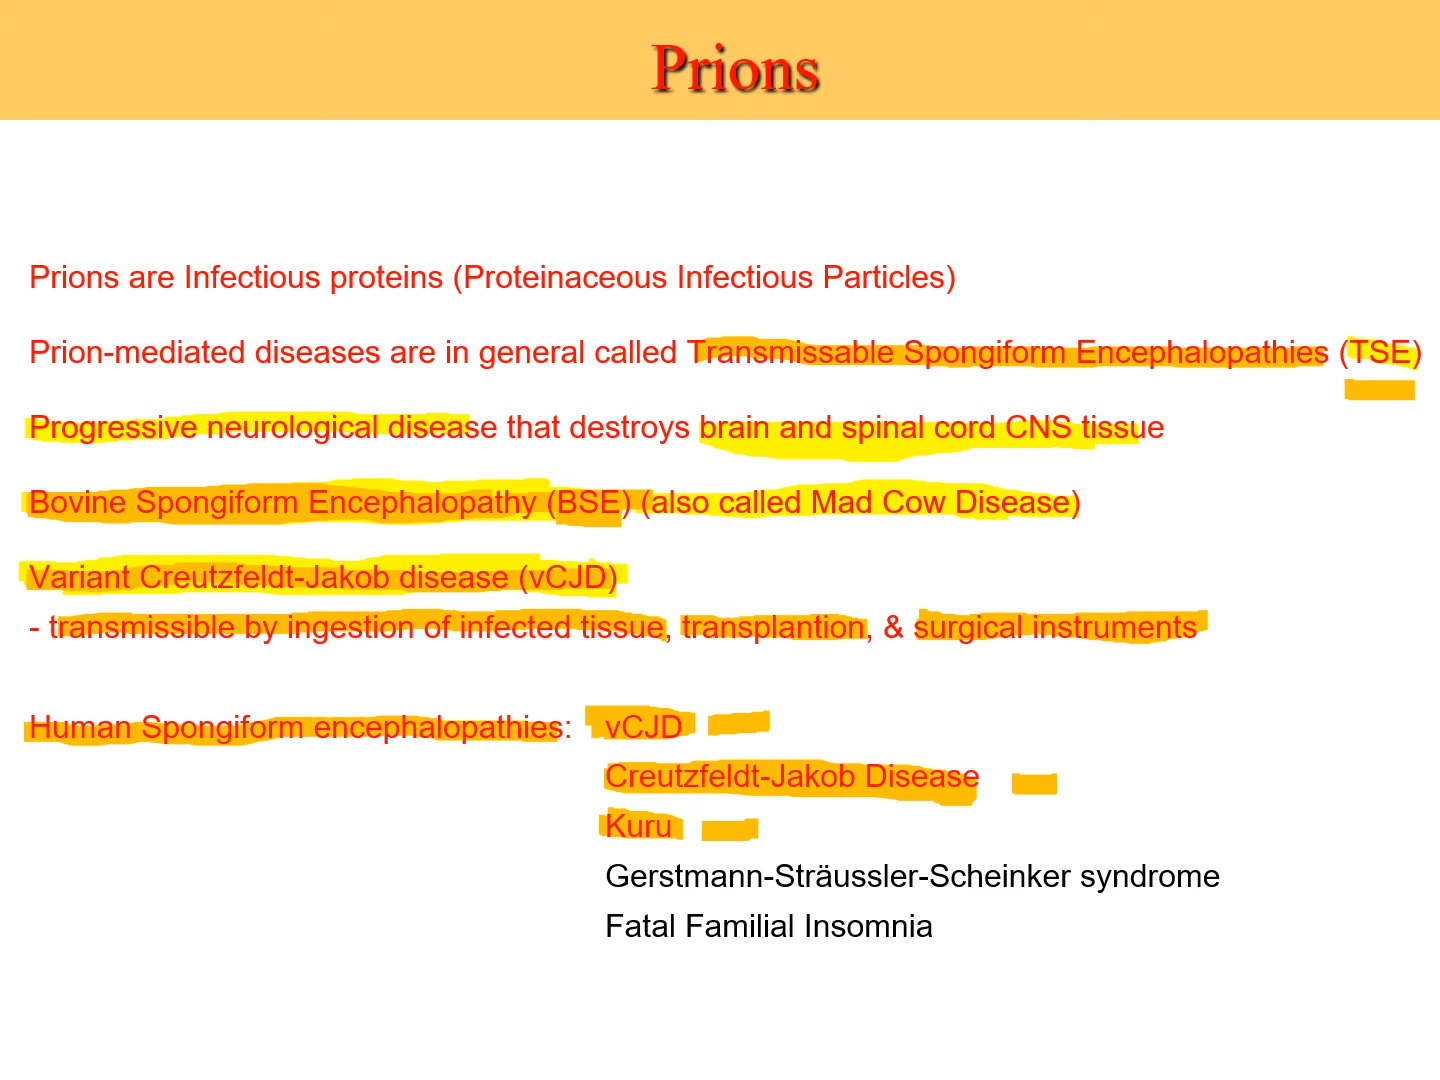 Prions
Prions are Infectious proteins (Proteinaceous Infectious Particles)
Prion-mediated diseases are in general called Transmissable Spongiform Encephalopathies (TSE)
Progressive neurological disease that destroys brain and spinal cord CNS tissue
Bovine Spongiform Encephalopathy (BSE) (also called Mad Cow Disease)
Variant Creutzfeldt-Jakob disease (vCJD)
- transmissible by ingestion of infected tissue, transplantion, & surgical instruments
Human Spongiform encephalopathies: vCJD
Creutzfeldt-Jakob Disease
Kuru
Gerstmann-Sträussler-Scheinker syndrome
Fatal Familial Insomnia